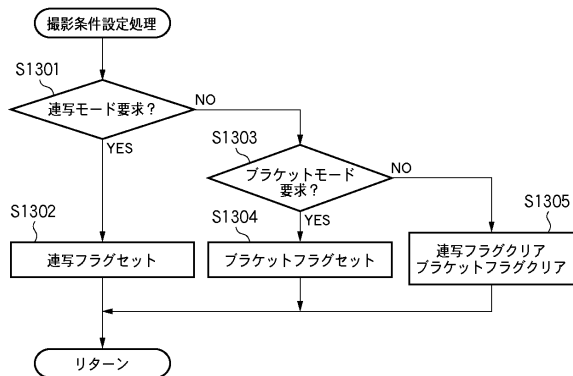 撮影条件設定処理
S1301
連写モード要求?
NO
YES
S1303
ブラケットモード
要求?
NO
YES
S1302
連写フラグセット
S1304
ブラケットフラグセット
S1305
連写フラグクリア
ブラケットフラグクリア
リターン